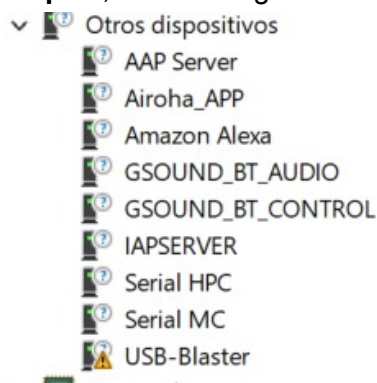 Otros dispositivos
AAP Server
Airoha_APP
Amazon Alexa
GSOUND_BT_AUDIO
GSOUND_BT_CONTROL
IAPSERVER
Serial HPC
Serial MC
USB-Blaster